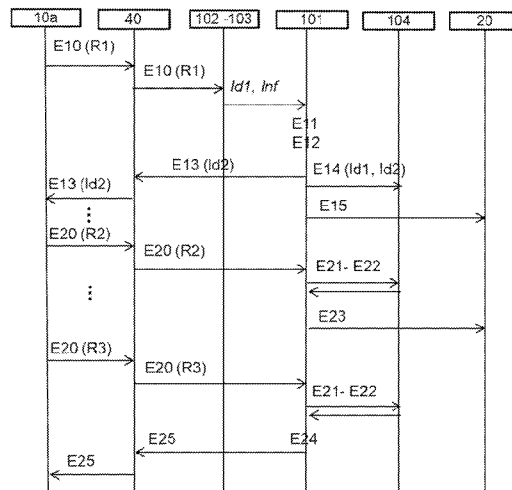 10a 40 102 -103 101 104 20
E10 (R1)
E10 (R1) Id1, Inf
E11
E12
E13 (Id2) E14 (Id1, Id2)
E13 (Id2)
E15
E20 (R2)
E20 (R2) E21- E22
E23
E20 (R3)
E20 (R3)
E21- E22
E25 E24
E25